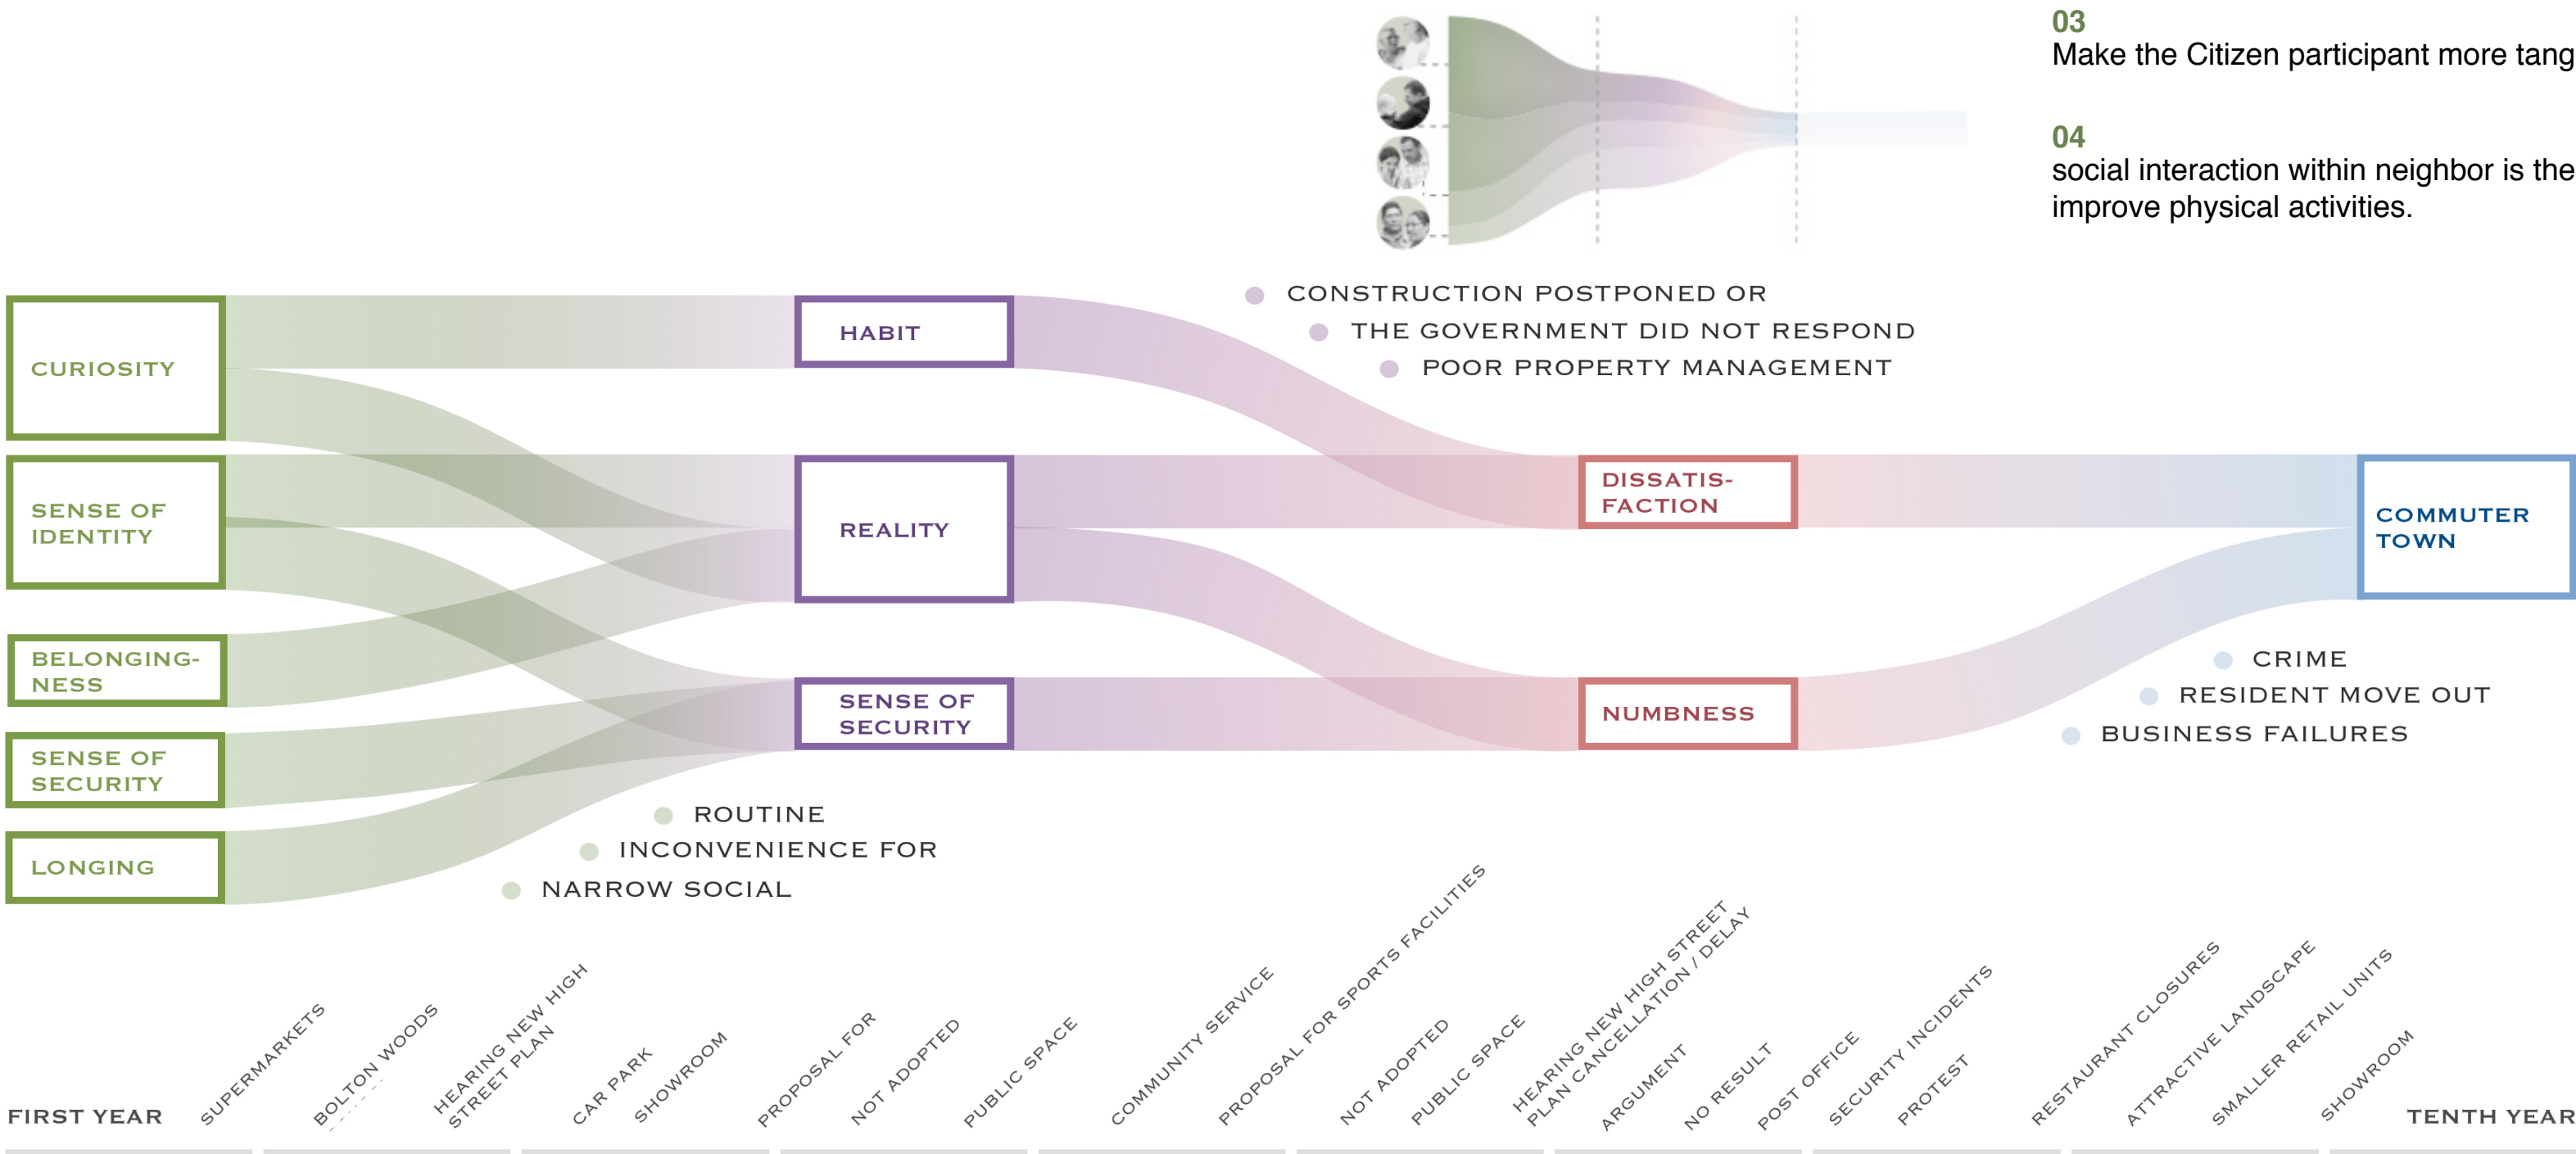 03
Make the Citizen participant more tang
04
social interaction within neighbor is the
improve physical activities.
CONSTRUCTION POSTPONED OR
THE GOVERNMENT DID NOT RESPOND
POOR PROPERTY MANAGEMENT
CURIOSITY
HABIT
SENSE OF
IDENTITY
REALITY
DISSATIS-
FACTION
COMMUTER
TOWN
BELONGING-
NESS
SENSE OF
SECURITY
NUMBNESS
CRIME
RESIDENT MOVE OUT
BUSINESS FAILURES
SENSE OF
SECURITY
LONGING
ROUTINE
INCONVENIENCE FOR
NARROW SOCIAL
FIRST YEAR
SUPERMARKETS
BOLTON WOODS
HEARING NEW HIGH
STREET PLAN
CAR PARK
SHOWROOM
PROPOSAL FOR
NOT ADOPTED
PUBLIC SPACE
COMMUNITY SERVICE
PROPOSAL FOR SPORTS FACILITIES
NOT ADOPTED
PUBLIC SPACE
HEARING NEW HIGH STREET
PLAN CANCELLATION / DELAY
ARGUMENT
NO RESULT
POST OFFICE
SECURITY INCIDENTS
PROTEST
RESTAURANT CLOSURES
ATTRACTIVE LANDSCAPE
SMALLER RETAIL UNITS
SHOWROOM
TENTH YEAR